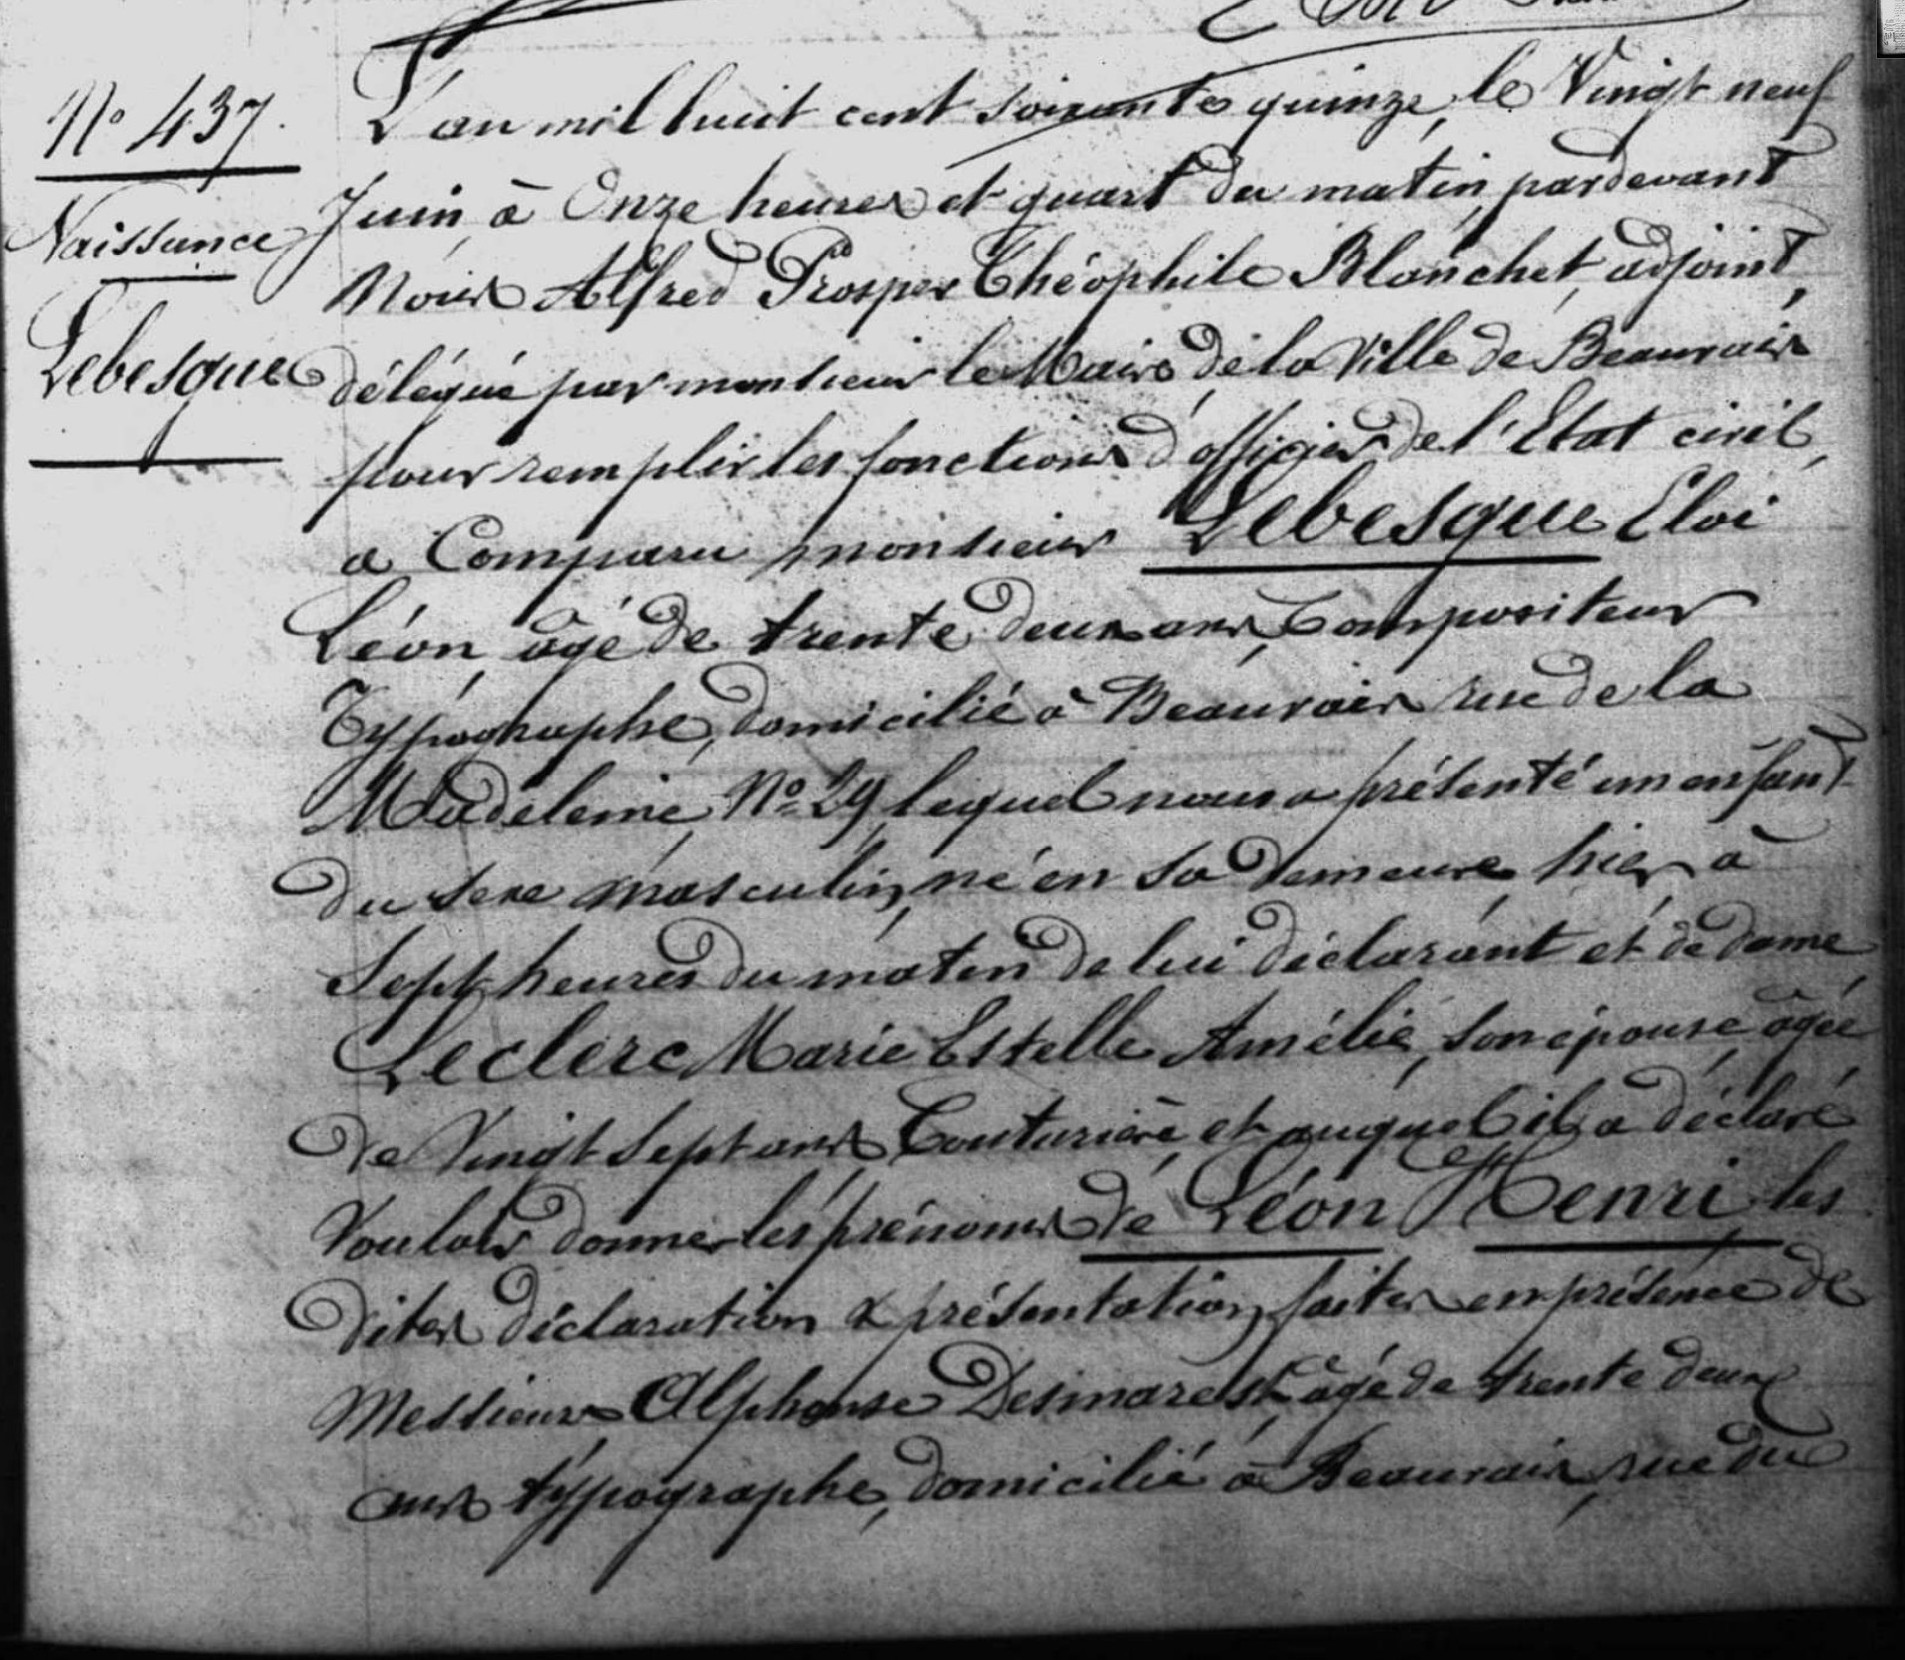 N° 437.
Naissance
Lebesgue
L'an mil huit cent soixante quinze, le Vingt neuf
Juin, à Onze heures et quart du matin, pardevant
Nous Alfred Prosper Théophile Blanchet, adjoint,
délégué par monsieur le Maire de la Ville de Beauvais
pour remplir les fonctions d'officier de l'Etat civil,
a Comparu monsieur Lebesgue Eloi
Léon, âgé de trente deux ans, Compositeur
Typographe, domicilié à Beauvais rue de la
Madeleine, N° 29, lequel nous a présenté un enfant
du sexe masculin, né en sa demeure, hier, à
Sept heures du matin de lui déclarant et de dame
Leclerc Marie Estelle Amélie, son épouse, âgée
de Vingt Sept ans Couturière, et auquel il a déclaré
Vouloir donner les prénoms de Léon Henri les
dites déclaration & présentation, faites en présence de
Messieurs Alphonse Desmarest, âgé de trente deux
ans typographe, domicilié à Beauvais, rue du